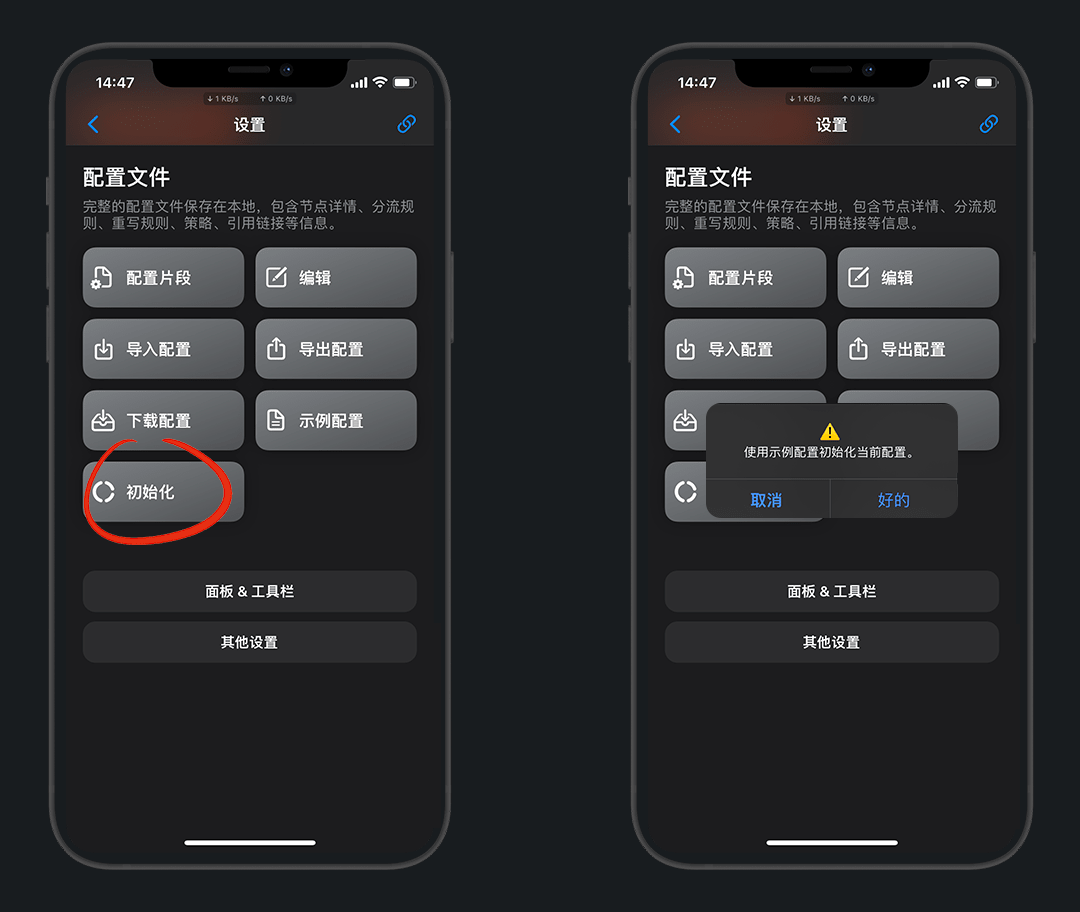 14:47
↓ 1 KB/s ↑ 0 KB/s
设置
配置文件
完整的配置文件保存在本地，包含节点详情、分流规
则、重写规则、策略、引用链接等信息。
配置片段
编辑
导入配置
导出配置
下载配置
示例配置
初始化
面板 & 工具栏
其他设置
14:47
↓ 1 KB/s ↑ 0 KB/s
设置
配置文件
完整的配置文件保存在本地，包含节点详情、分流规
则、重写规则、策略、引用链接等信息。
配置片段
编辑
导入配置
导出配置
使用示例配置初始化当前配置。
取消
好的
面板 & 工具栏
其他设置